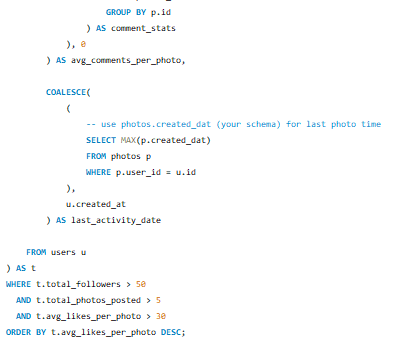 GROUP BY p.id
) AS comment_stats
), 0
) AS avg_comments_per_photo,
COALESCE(
(
-- use photos.created_dat (your schema) for last photo time
SELECT MAX(p.created_dat)
FROM photos p
WHERE p.user_id = u.id
),
u.created_at
) AS last_activity_date
FROM users u
) AS t
WHERE t.total_followers > 50
AND t.total_photos_posted > 5
AND t.avg_likes_per_photo > 30
ORDER BY t.avg_likes_per_photo DESC;